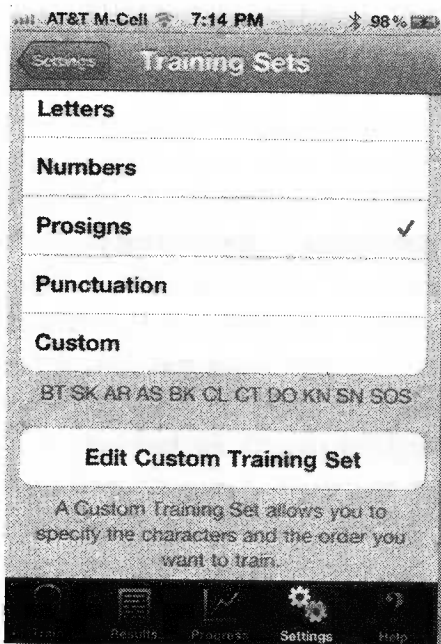 AT&T M-Cell 7:14 PM 98%
Settings Training Sets
Letters
Numbers
Prosigns
Punctuation
Custom
BT SK AR AS BK CL CT DO KN SN SOS
Edit Custom Training Set
A Custom Training Set allows you to
specify the characters and the order you
want to train.
Train Results Progress Settings Help